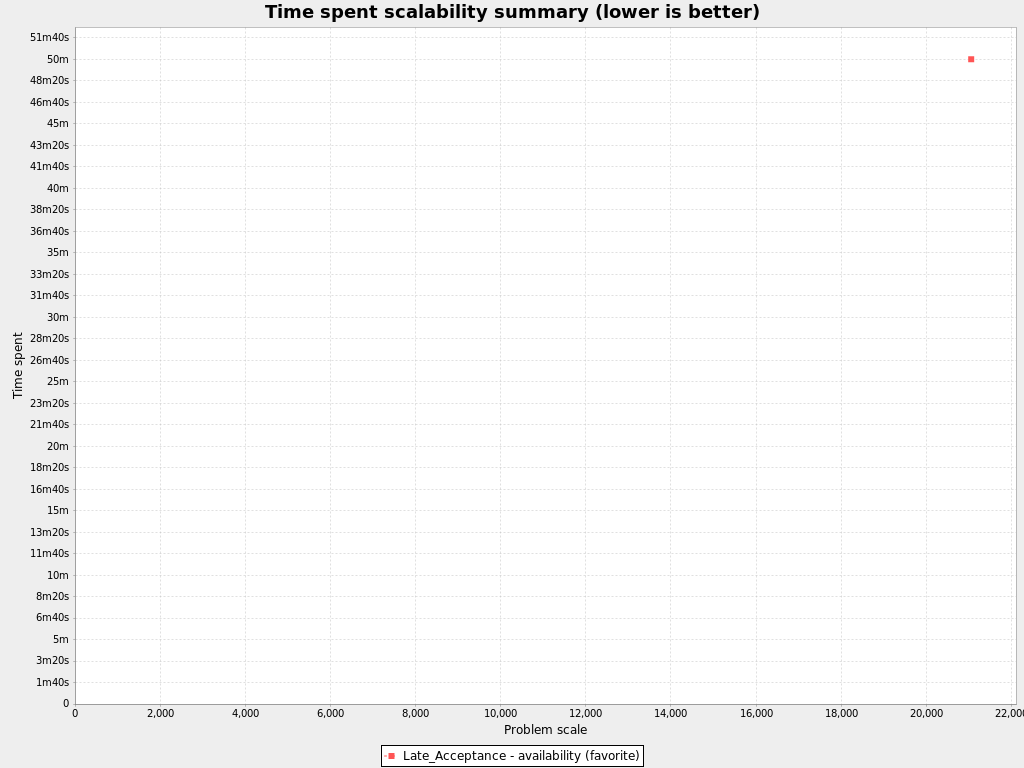 Time spent scalability summary (lower is better)
51m40s
50m
48m20s
46m40s
45m
43m20s
41m40s
40m
38m20s
36m40s
35m
33m20s
31m40s
30m
28m20s
26m40s
25m
23m20s
21m40s
20m
18m20s
16m40s
15m
13m20s
11m40s
10m
8m20s
6m40s
5m
3m20s
1m40s
0
Time spent
0 2,000 4,000 6,000 8,000 10,000 12,000 14,000 16,000 18,000 20,000 22,000
Problem scale
Late_Acceptance - availability (favorite)